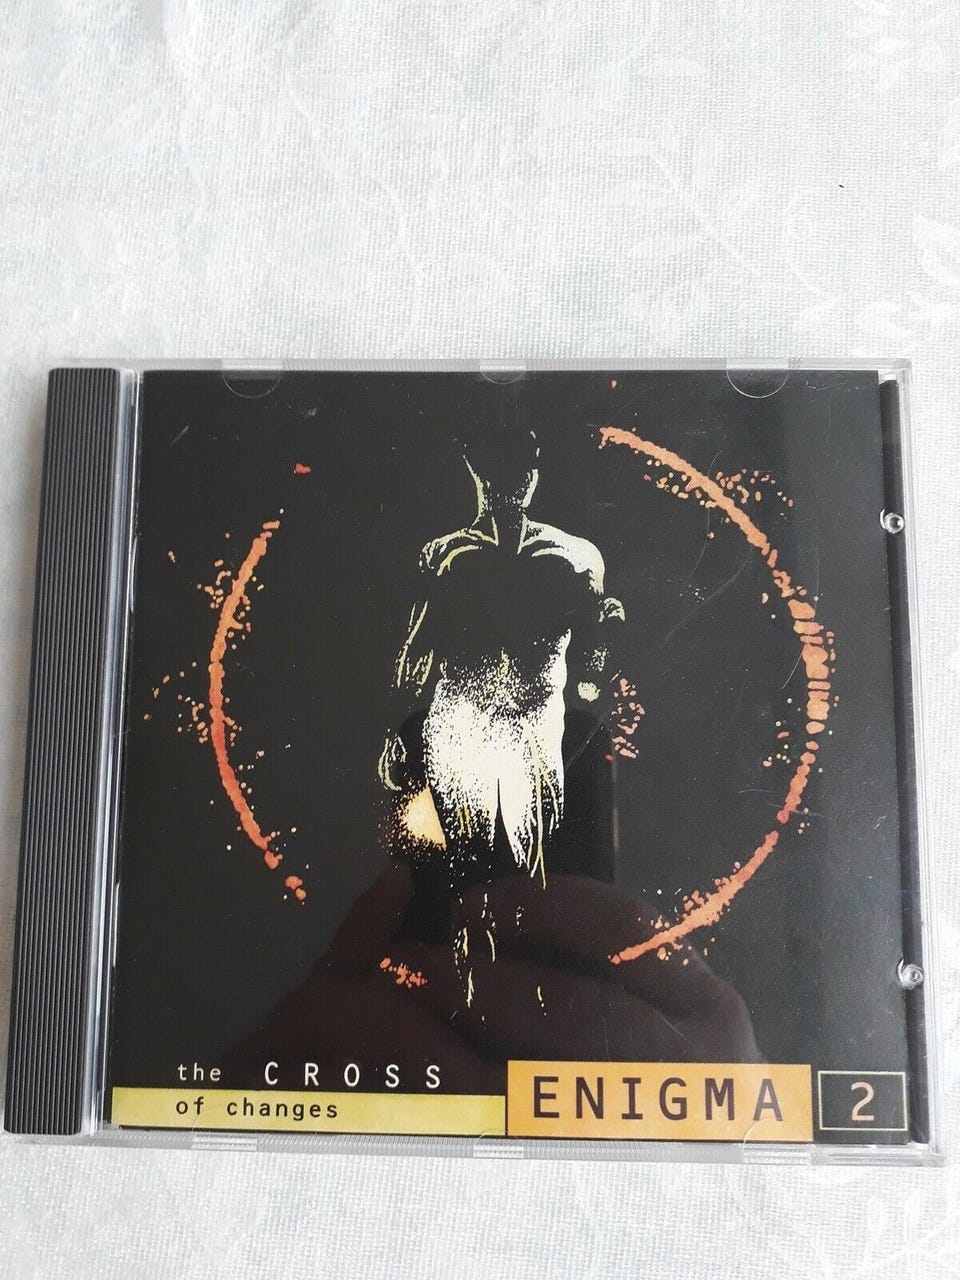 the CROSS
of changes
ENIGMA
2